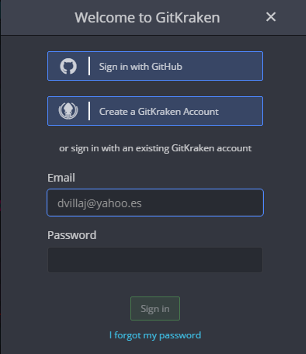 Welcome to GitKraken
Sign in with GitHub
Create a GitKraken Account
or sign in with an existing GitKraken account
Email
dvillaj@yahoo.es
Password
Sign in
I forgot my password